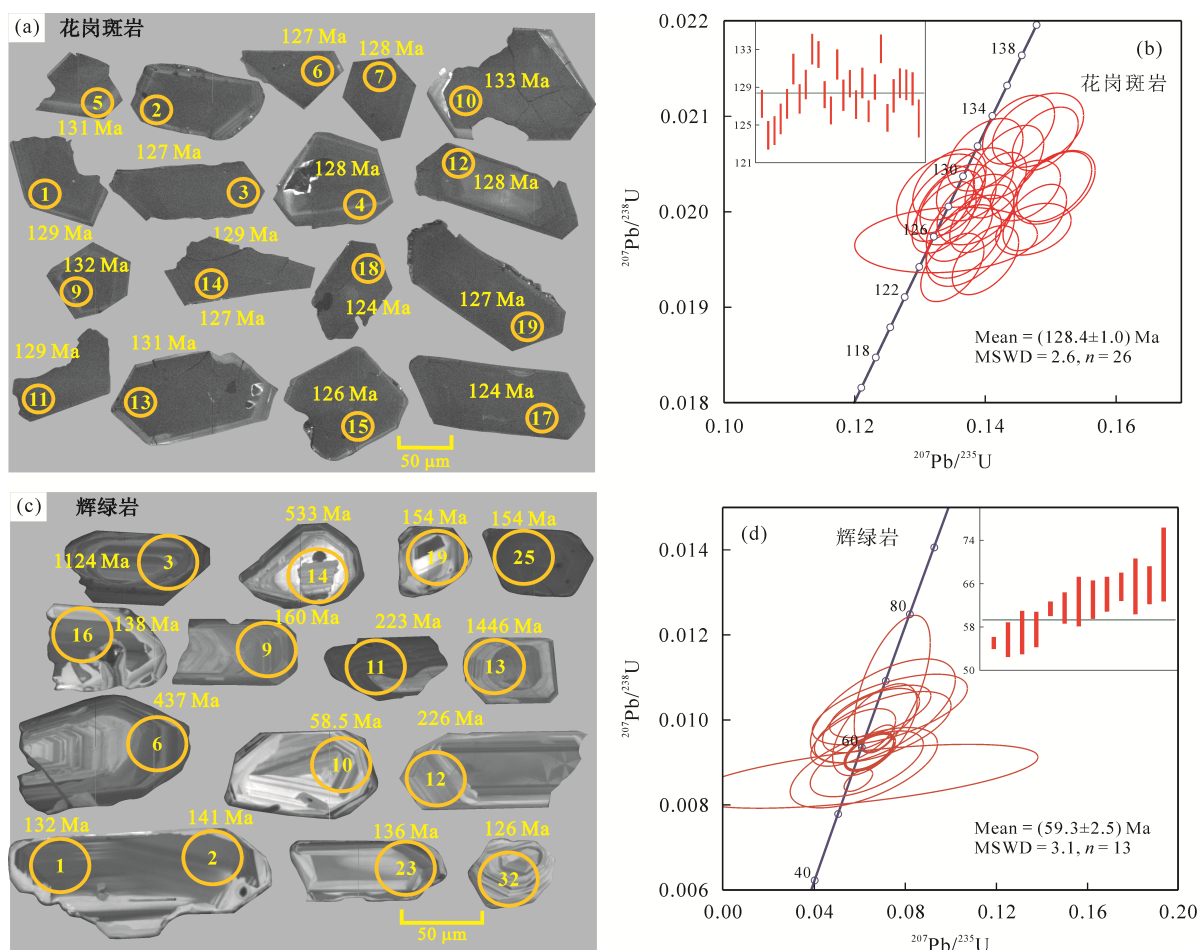 (a) 花岗斑岩
127 Ma
128 Ma
6
7
133 Ma
5
2
10
131 Ma
127 Ma
128 Ma
12
1
3
4
128 Ma
129 Ma
129 Ma
132 Ma
18
9
14
127 Ma
124 Ma
127 Ma
19
129 Ma
131 Ma
126 Ma
124 Ma
11
13
15
17
50 μm
(b)
花岗斑岩
0.022
0.021
0.020
0.019
0.018
²⁰⁷Pb/²³⁸U
133
129
125
121
138
134
130
126
122
118
Mean = (128.4±1.0) Ma
MSWD = 2.6, n = 26
0.10
0.12
0.14
0.16
²⁰⁷Pb/²³⁵U
(c) 辉绿岩
533 Ma
154 Ma
154 Ma
1124 Ma
3
14
19
25
16
138 Ma
160 Ma
9
223 Ma
11
1446 Ma
13
437 Ma
58.5 Ma
226 Ma
6
10
12
132 Ma
141 Ma
136 Ma
126 Ma
1
2
23
32
50 μm
(d)
辉绿岩
0.014
0.012
0.010
0.008
0.006
²⁰⁷Pb/²³⁸U
74
66
58
50
80
60
40
Mean = (59.3±2.5) Ma
MSWD = 3.1, n = 13
0.00
0.04
0.08
0.12
0.16
0.20
²⁰⁷Pb/²³⁵U